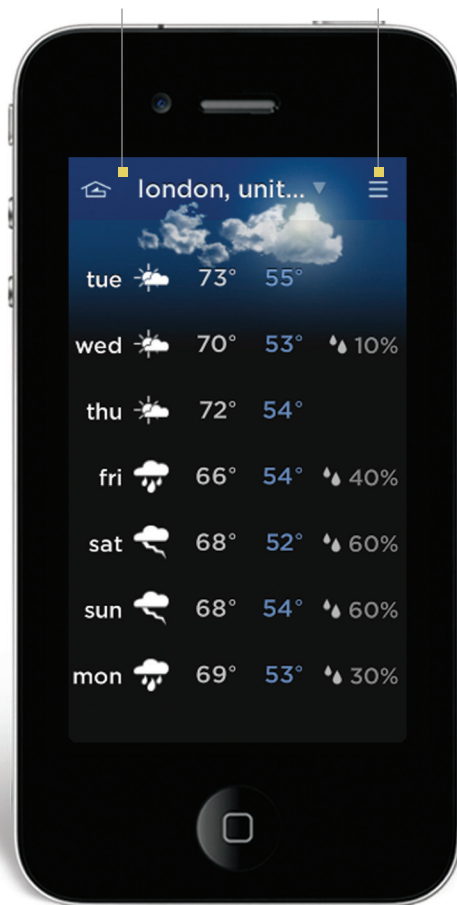 london, unit...
tue 73° 55°
wed 70° 53° 10%
thu 72° 54°
fri 66° 54° 40%
sat 68° 52° 60%
sun 68° 54° 60%
mon 69° 53° 30%